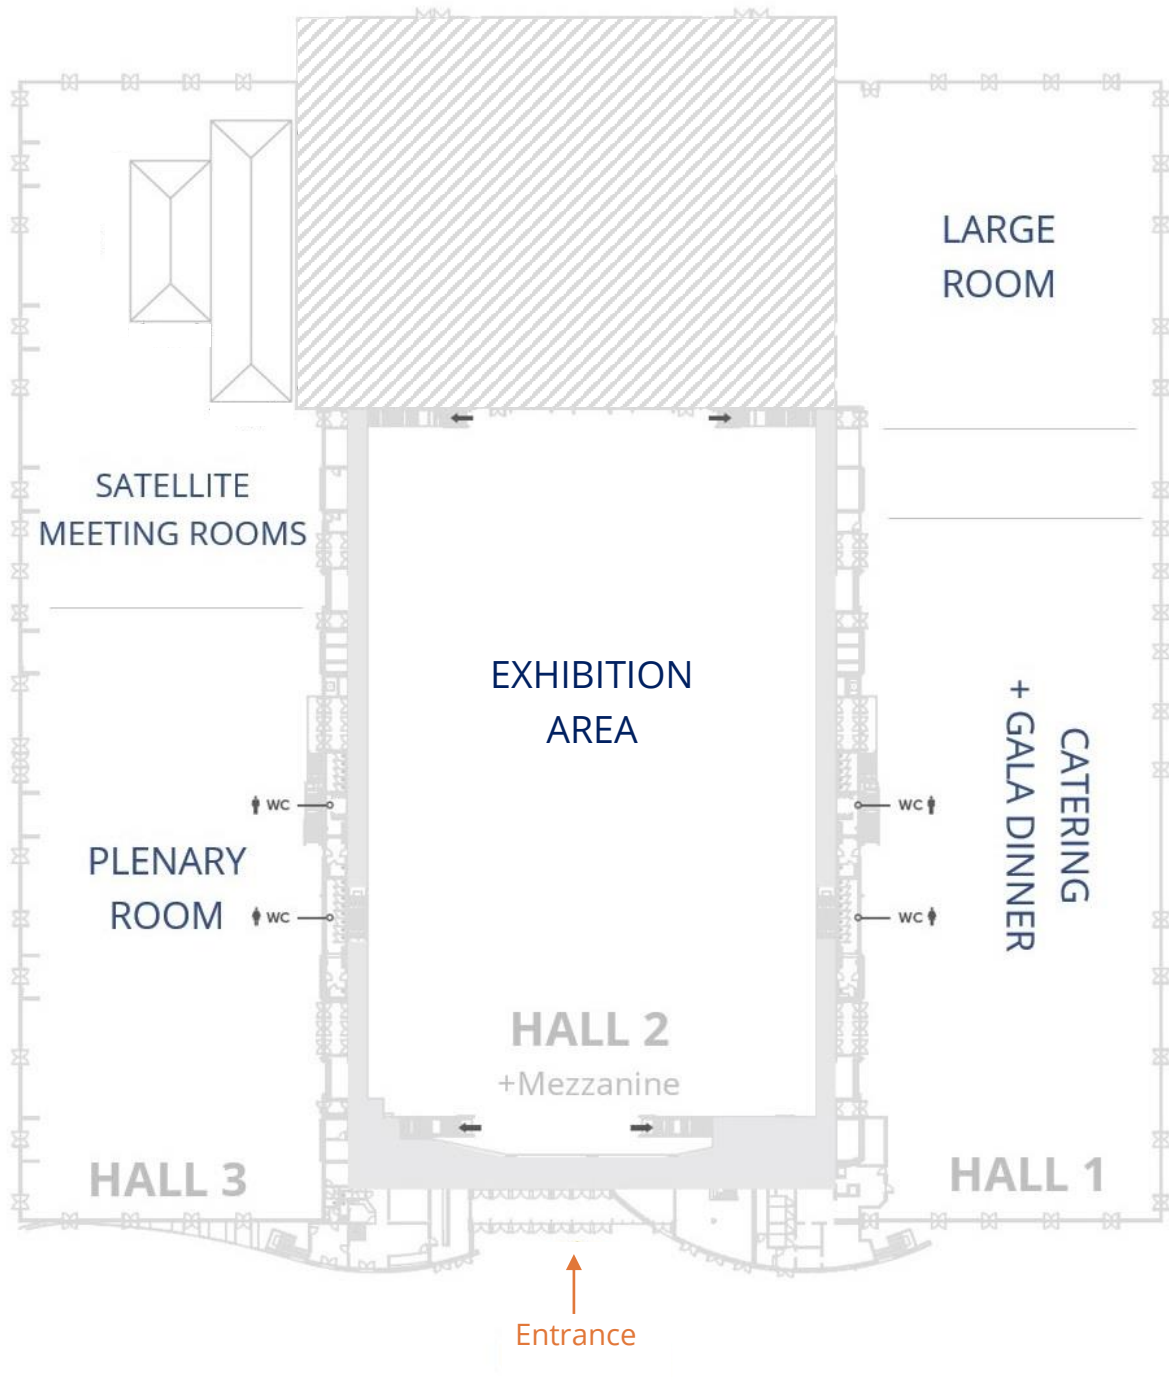 LARGE
ROOM
SATELLITE
MEETING ROOMS
EXHIBITION
AREA
CATERING
+ GALA DINNER
WC
WC
PLENARY
ROOM
WC
WC
HALL 2
+Mezzanine
HALL 3
HALL 1
Entrance